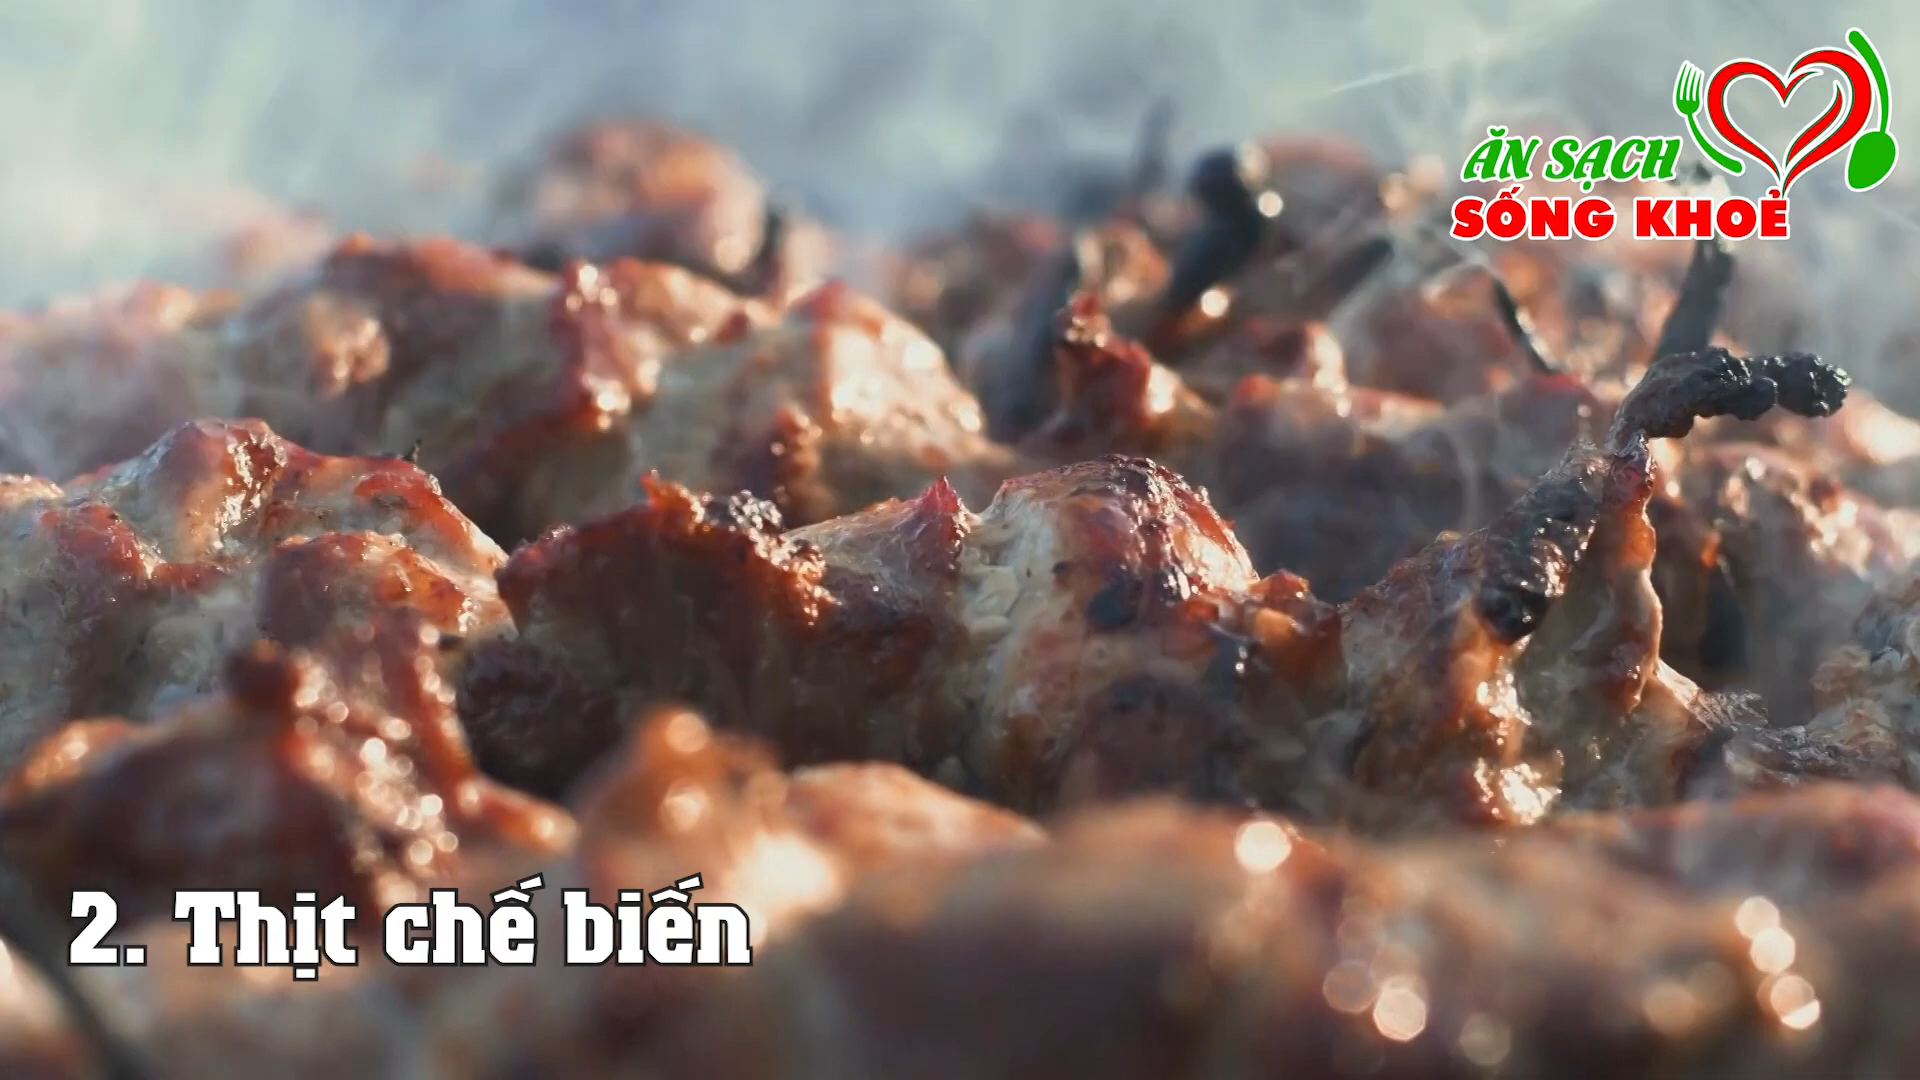 ĂN SẠCH
SỐNG KHOẺ
2. Thịt chế biến